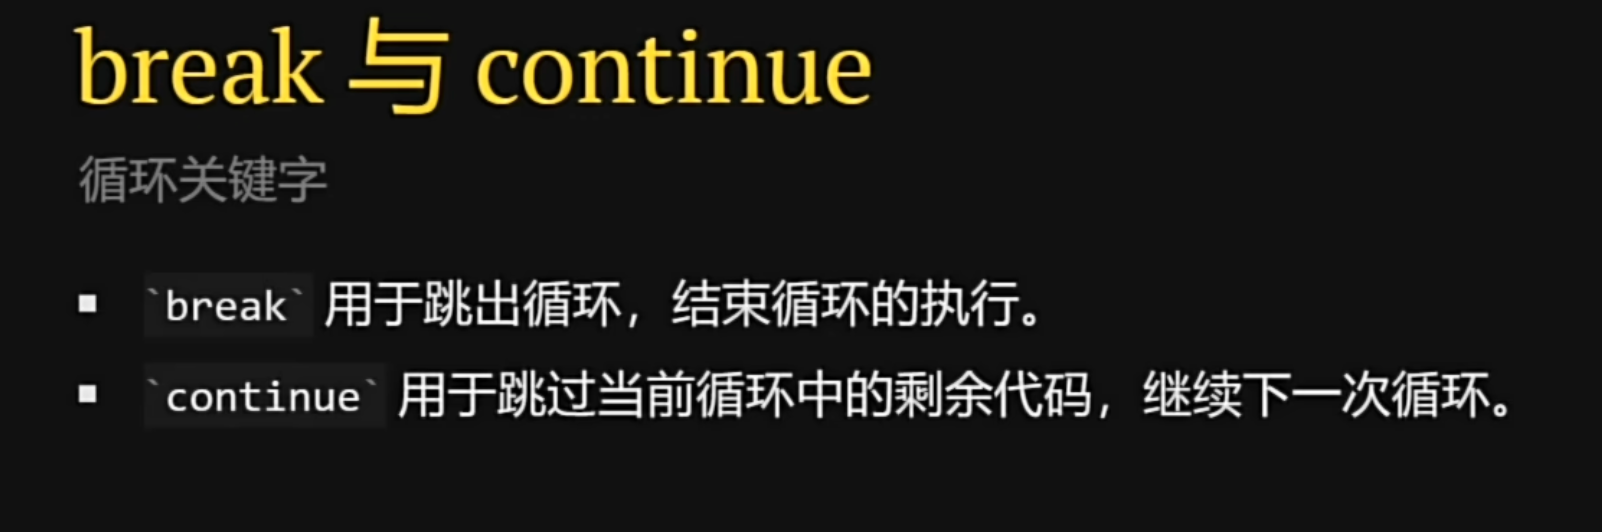 break 与 continue
循环关键字
▪ `break` 用于跳出循环，结束循环的执行。
▪ `continue` 用于跳过当前循环中的剩余代码，继续下一次循环。